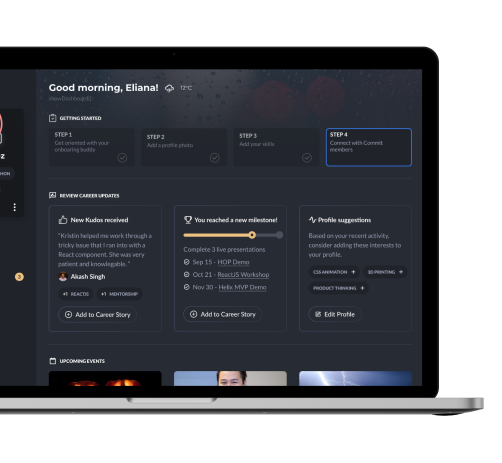 Good morning, Eliana! 12°C
GETTING STARTED
STEP 1
Get oriented with your
onboaring buddy
STEP 2
Add a profile photo
STEP 3
Add your skills
STEP 4
Connect with Commit
members
REVIEW CAREER UPDATES
New Kudos received
"Kristin helped me work through a
tricky issue that I ran into with a
React component. She was very
patient and knowlegable. "
Akash Singh
+1 REACTJS +1 MENTORSHIP
Add to Career Story
You reached a new milestone!
Complete 3 live presentations
Sep 15 - HOP Demo
Oct 21 - ReactJS Workshop
Nov 30 - Helix MVP Demo
Add to Career Story
Profile suggestions
Based on your recent activity,
consider adding these interests to
your profile.
CSS ANIMATION + 3D PRINTING +
PRODUCT THINKING +
Edit Profile
z
HON
3
UPCOMING EVENTS